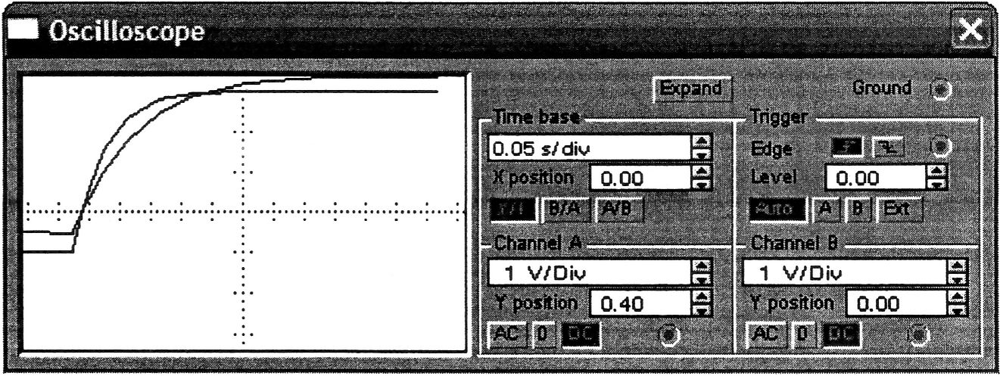 Oscilloscope
Expand
Ground
Time base
0.05 s/div
X position 0.00
Y/T B/A A/B
Trigger
Edge
Level 0.00
Auto A B Ext
Channel A
1 V/Div
Y position 0.40
AC 0 DC
Channel B
1 V/Div
Y position 0.00
AC 0 DC